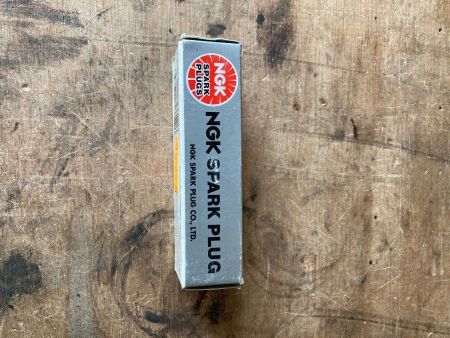 NGK
SPARK
PLUGS
NGK SPARK PLUG
NGK SPARK PLUG CO., LTD.